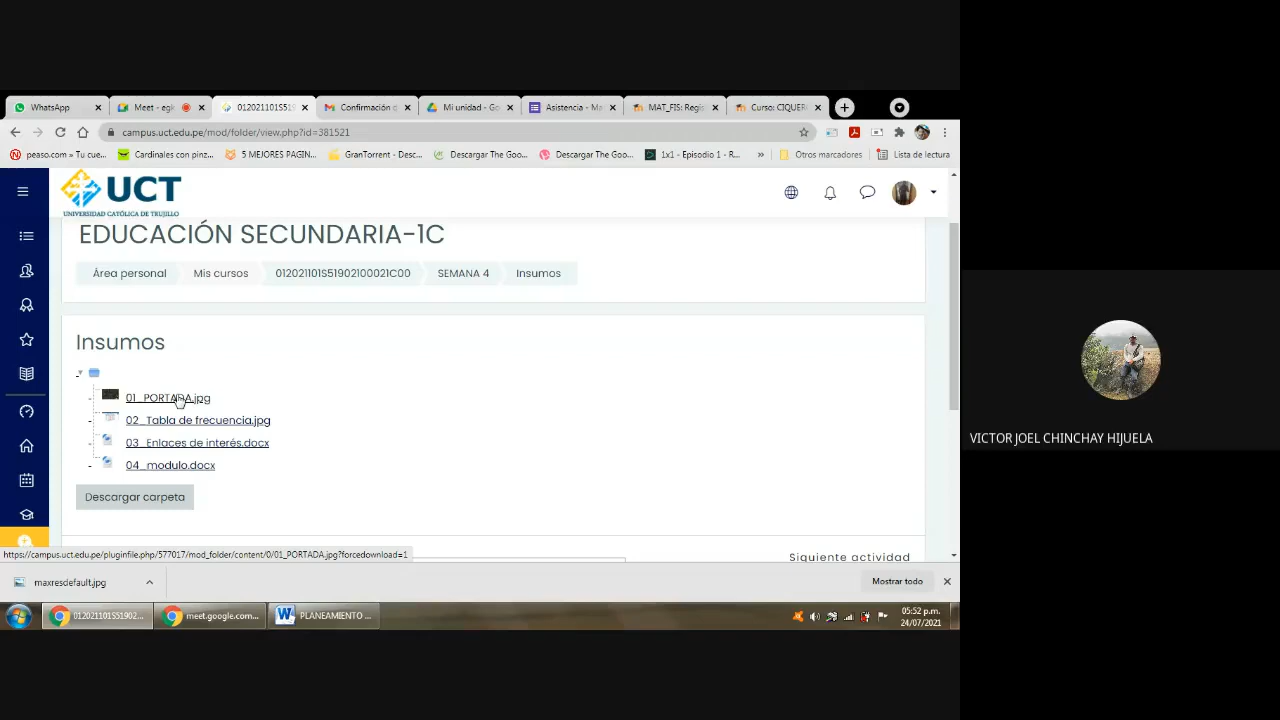 WhatsApp
Meet - egk
012021101S519
Confirmación d
Mi unidad - Go
Asistencia - Ma
MAT_FIS: Regis
Curso: CIQUER
campus.uct.edu.pe/mod/folder/view.php?id=381521
peaso.com » Tu cue...
Cardinales con pinz...
5 MEJORES PAGIN...
GranTorrent - Desc...
Descargar The Goo...
Descargar The Goo...
1x1 - Episodio 1 - R...
»
Otros marcadores
Lista de lectura
UCT
UNIVERSIDAD CATÓLICA DE TRUJILLO
EDUCACIÓN SECUNDARIA-1C
Área personal
Mis cursos
012021101S51902100021C00
SEMANA 4
Insumos
Insumos
01_PORTADA.jpg
02_Tabla de frecuencia.jpg
03_Enlaces de interés.docx
04_modulo.docx
Descargar carpeta
VICTOR JOEL CHINCHAY HIJUELA
https://campus.uct.edu.pe/pluginfile.php/577017/mod_folder/content/0/01_PORTADA.jpg?forcedownload=1
Siguiente actividad
maxresdefault.jpg
Mostrar todo
012021101S51902...
meet.google.com...
PLANEAMIENTO ...
05:52 p.m.
24/07/2021